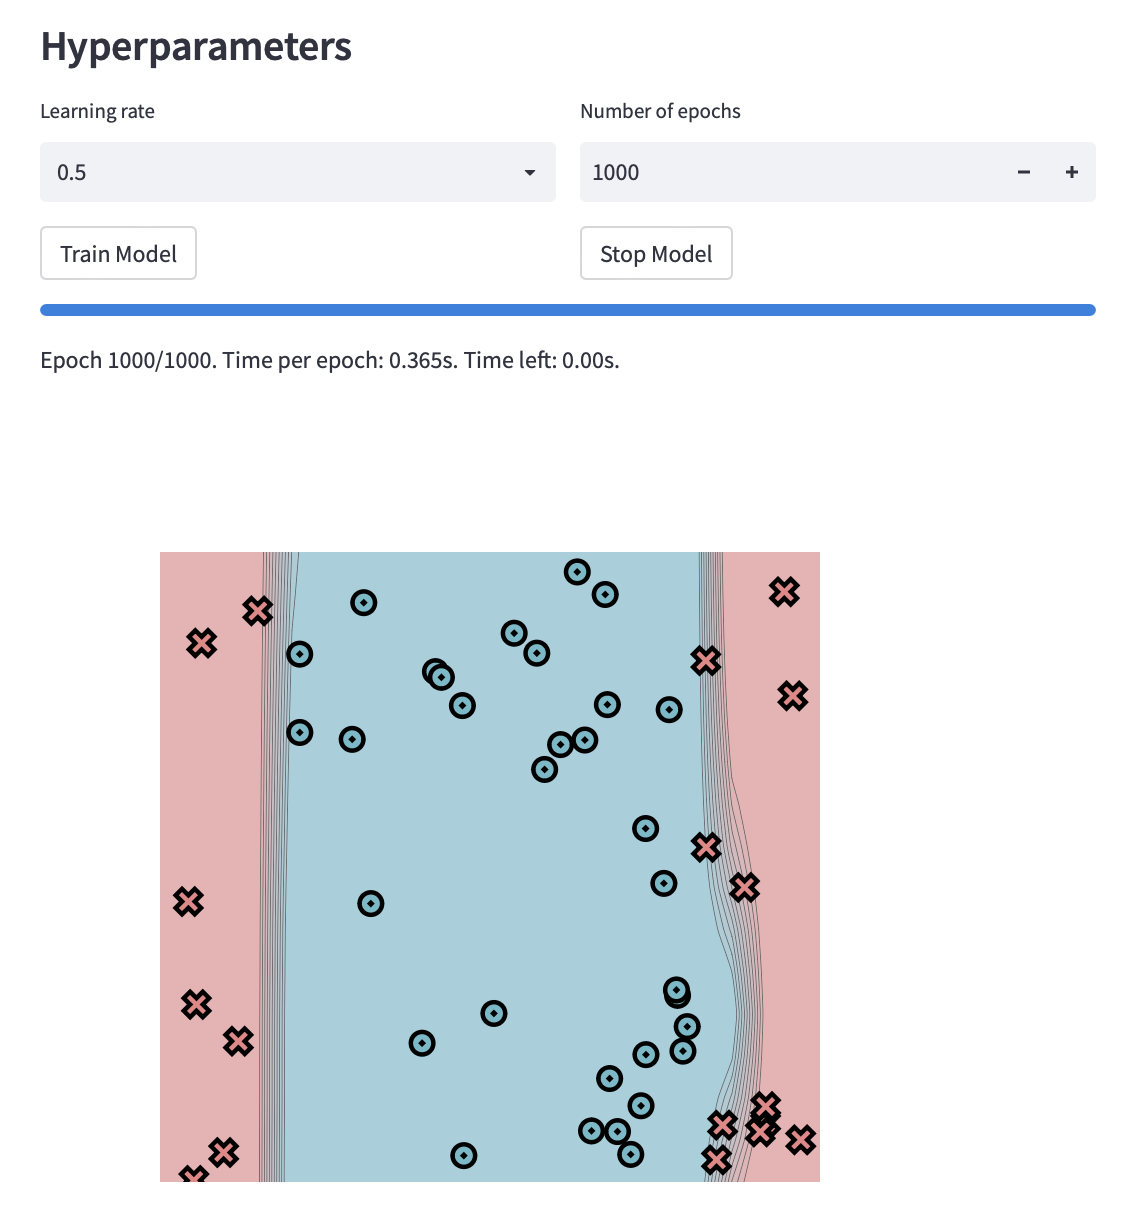 Hyperparameters
Learning rate
Number of epochs
0.5
1000
Train Model
Stop Model
Epoch 1000/1000. Time per epoch: 0.365s. Time left: 0.00s.